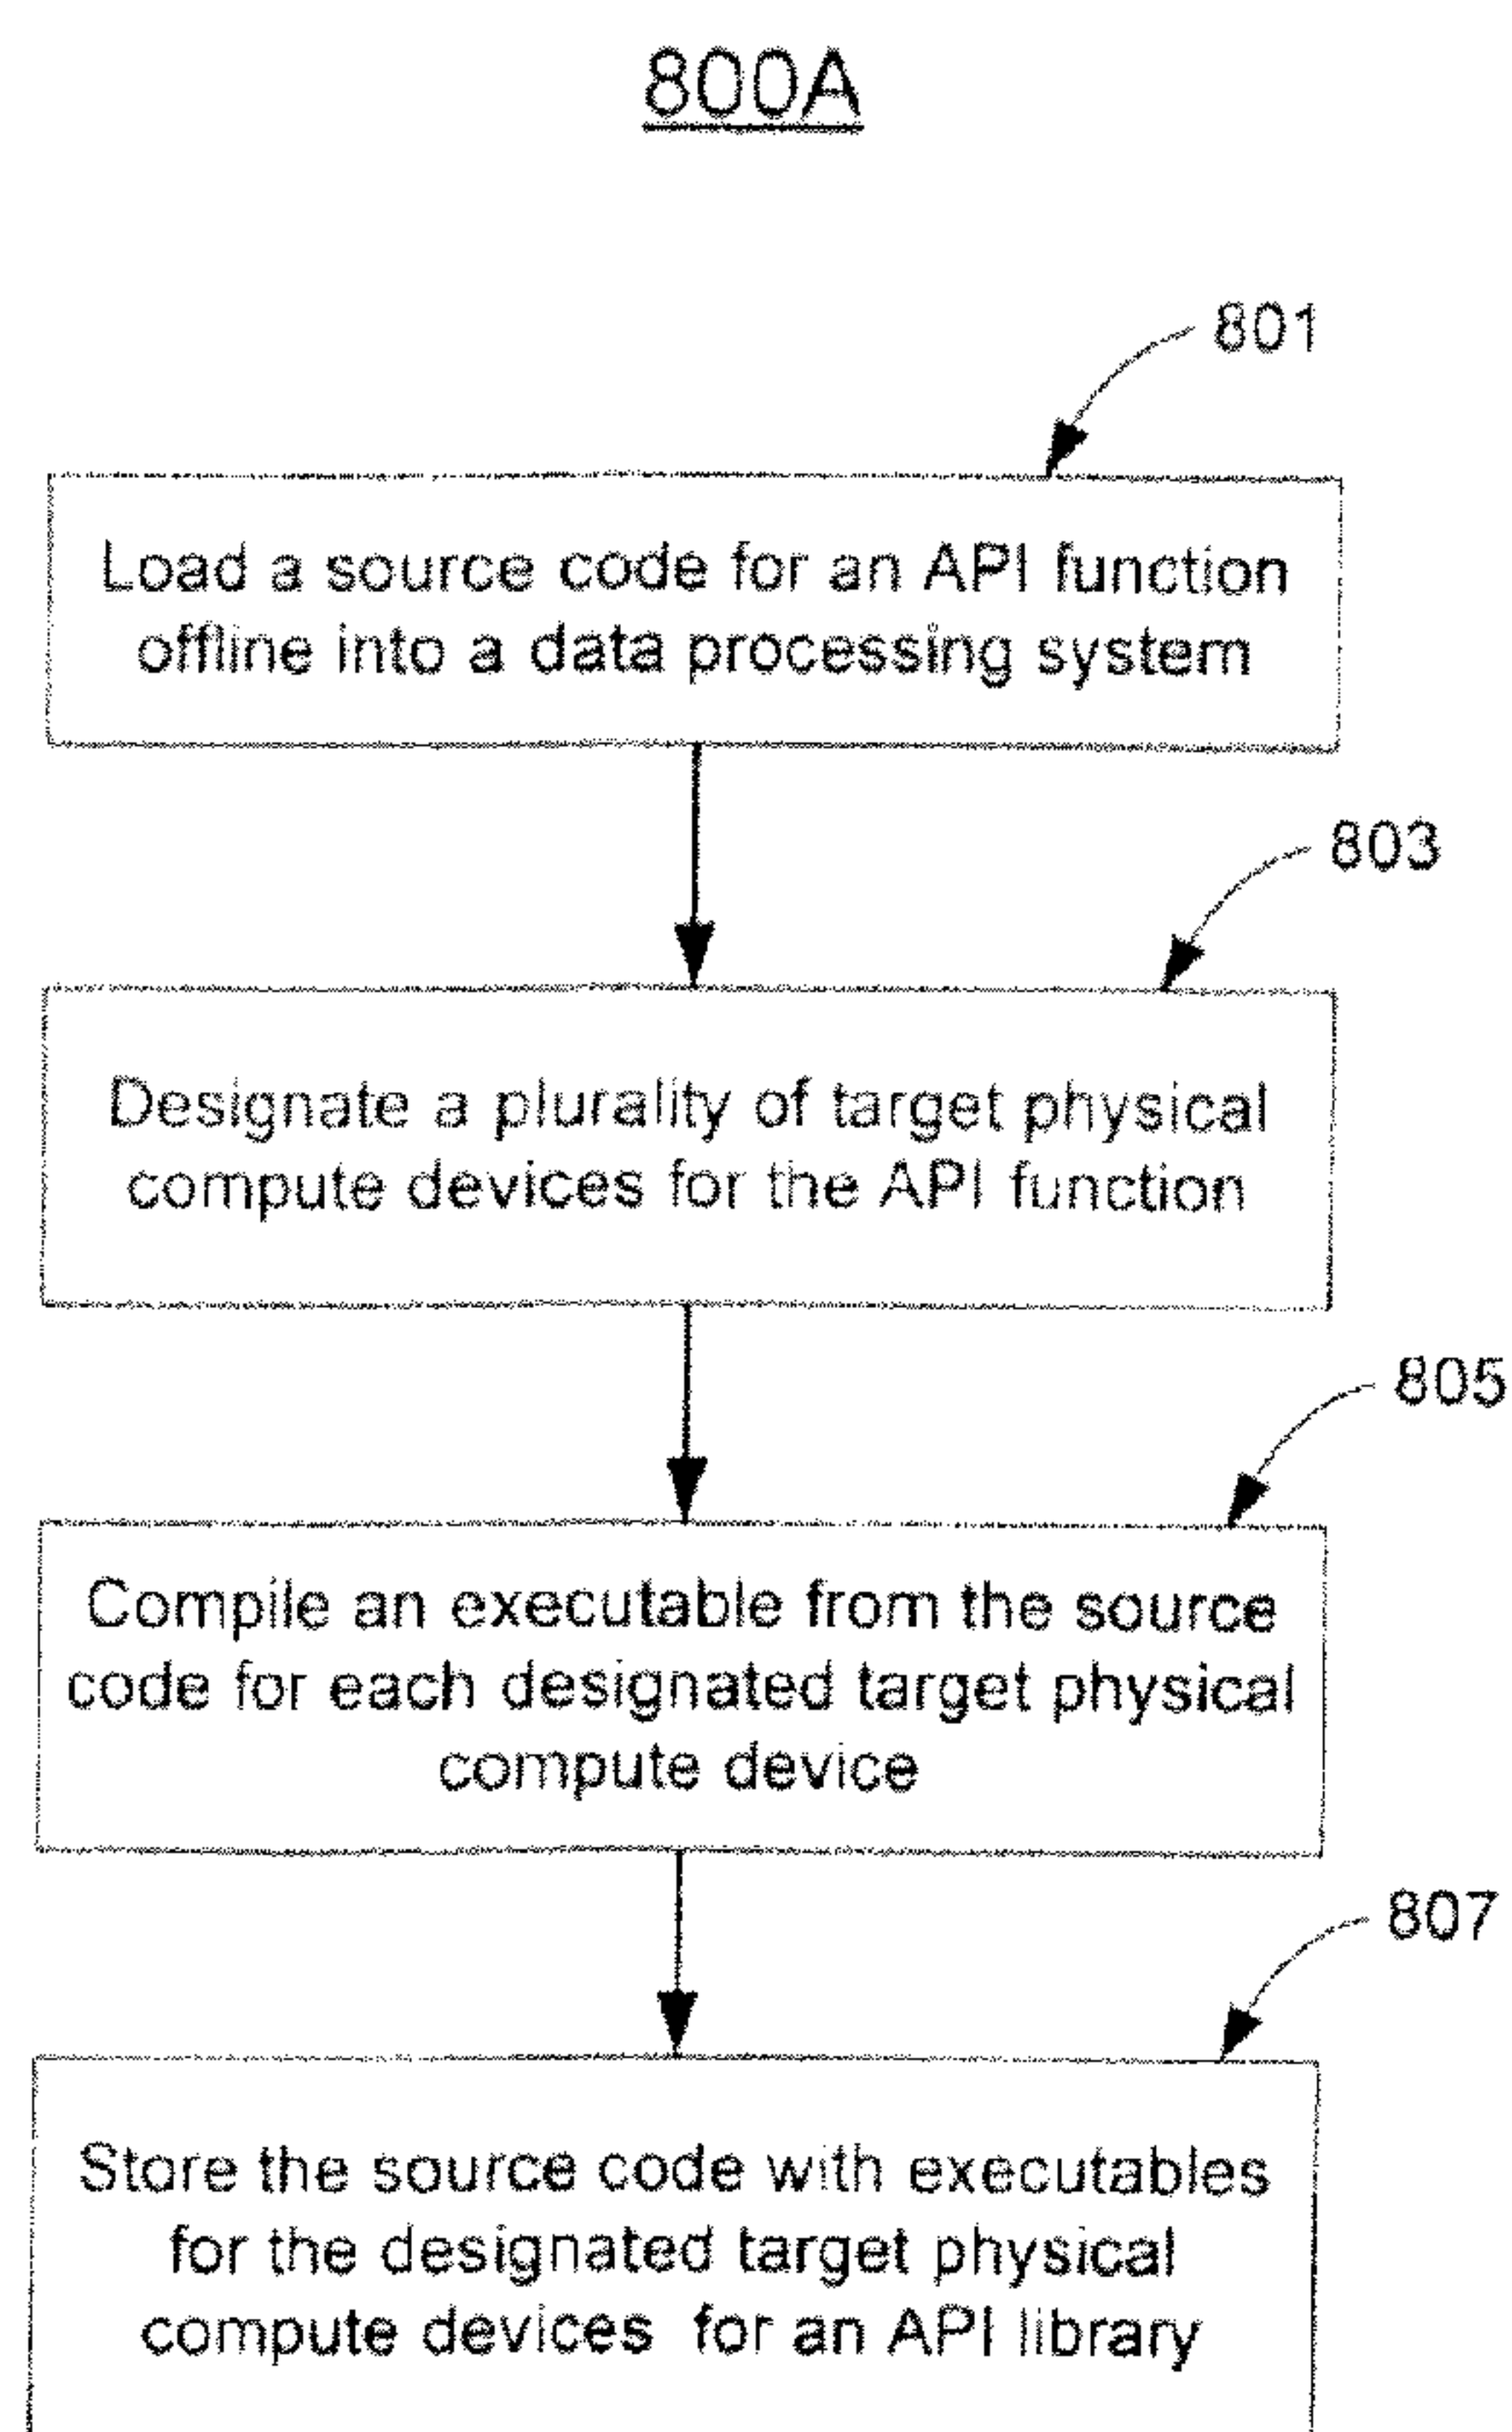 800A
801
Load a source code for an API function
offline into a data processing system
803
Designate a plurality of target physical
compute devices for the API function
805
Compile an executable from the source
code for each designated target physical
compute device
807
Store the source code with executables
for the designated target physical
compute devices for an API library